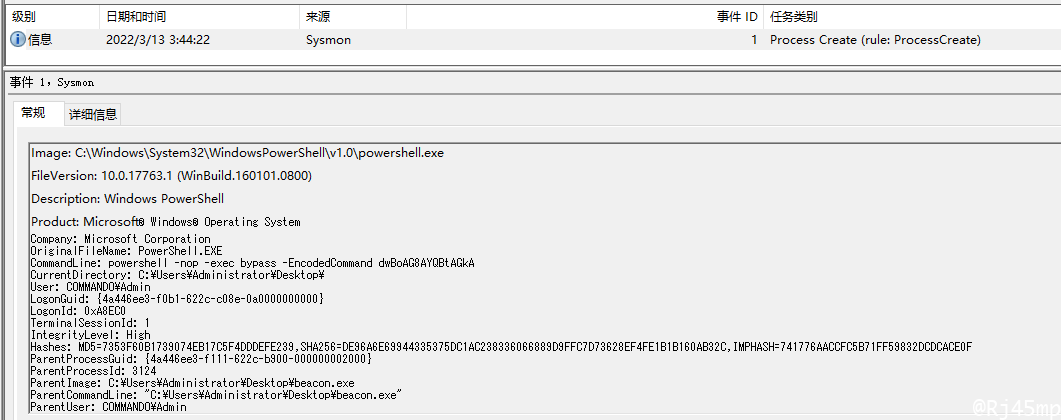 级别 日期和时间 来源 事件 ID 任务类别
信息 2022/3/13 3:44:22 Sysmon 1 Process Create (rule: ProcessCreate)
事件 1，Sysmon
常规 详细信息
Image: C:\Windows\System32\WindowsPowerShell\v1.0\powershell.exe
FileVersion: 10.0.17763.1 (WinBuild.160101.0800)
Description: Windows PowerShell
Product: Microsoft® Windows® Operating System
Company: Microsoft Corporation
OriginalFileName: PowerShell.EXE
CommandLine: powershell -nop -exec bypass -EncodedCommand dwBoAG8AYQBtAGkA
CurrentDirectory: C:¥Users¥Administrator¥Desktop¥
User: COMMANDO¥Admin
LogonGuid: {4a446ee3-f0b1-622c-c08e-0a0000000000}
LogonId: 0xA8EC0
TerminalSessionId: 1
IntegrityLevel: High
Hashes: MD5=7353F60B1739074EB17C5F4DDDEFE239,SHA256=DE96A6E69944335375DC1AC238336066889D9FFC7D73628EF4FE1B1B160AB32C,IMPHASH=741776AACCFC5B71FF59832DCDCACE0F
ParentProcessGuid: {4a446ee3-f111-622c-b900-000000002000}
ParentProcessId: 3124
ParentImage: C:¥Users¥Administrator¥Desktop¥beacon.exe
ParentCommandLine: "C:¥Users¥Administrator¥Desktop¥beacon.exe"
ParentUser: COMMANDO¥Admin
@Rj45mp